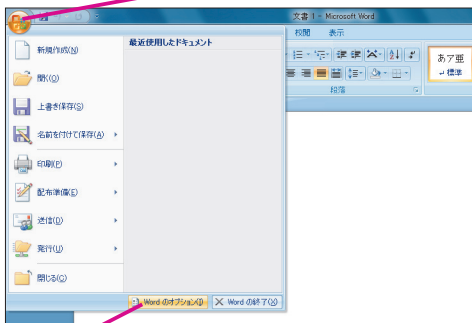 文書 1 - Microsoft Word
校閲 表示
最近使用したドキュメント
新規作成(N)
開く(O)
上書き保存(S)
名前を付けて保存(A)
印刷(P)
配布準備(E)
送信(D)
発行(U)
閉じる(C)
あア亜
標準
段落
Word のオプション(I)
Word の終了(X)